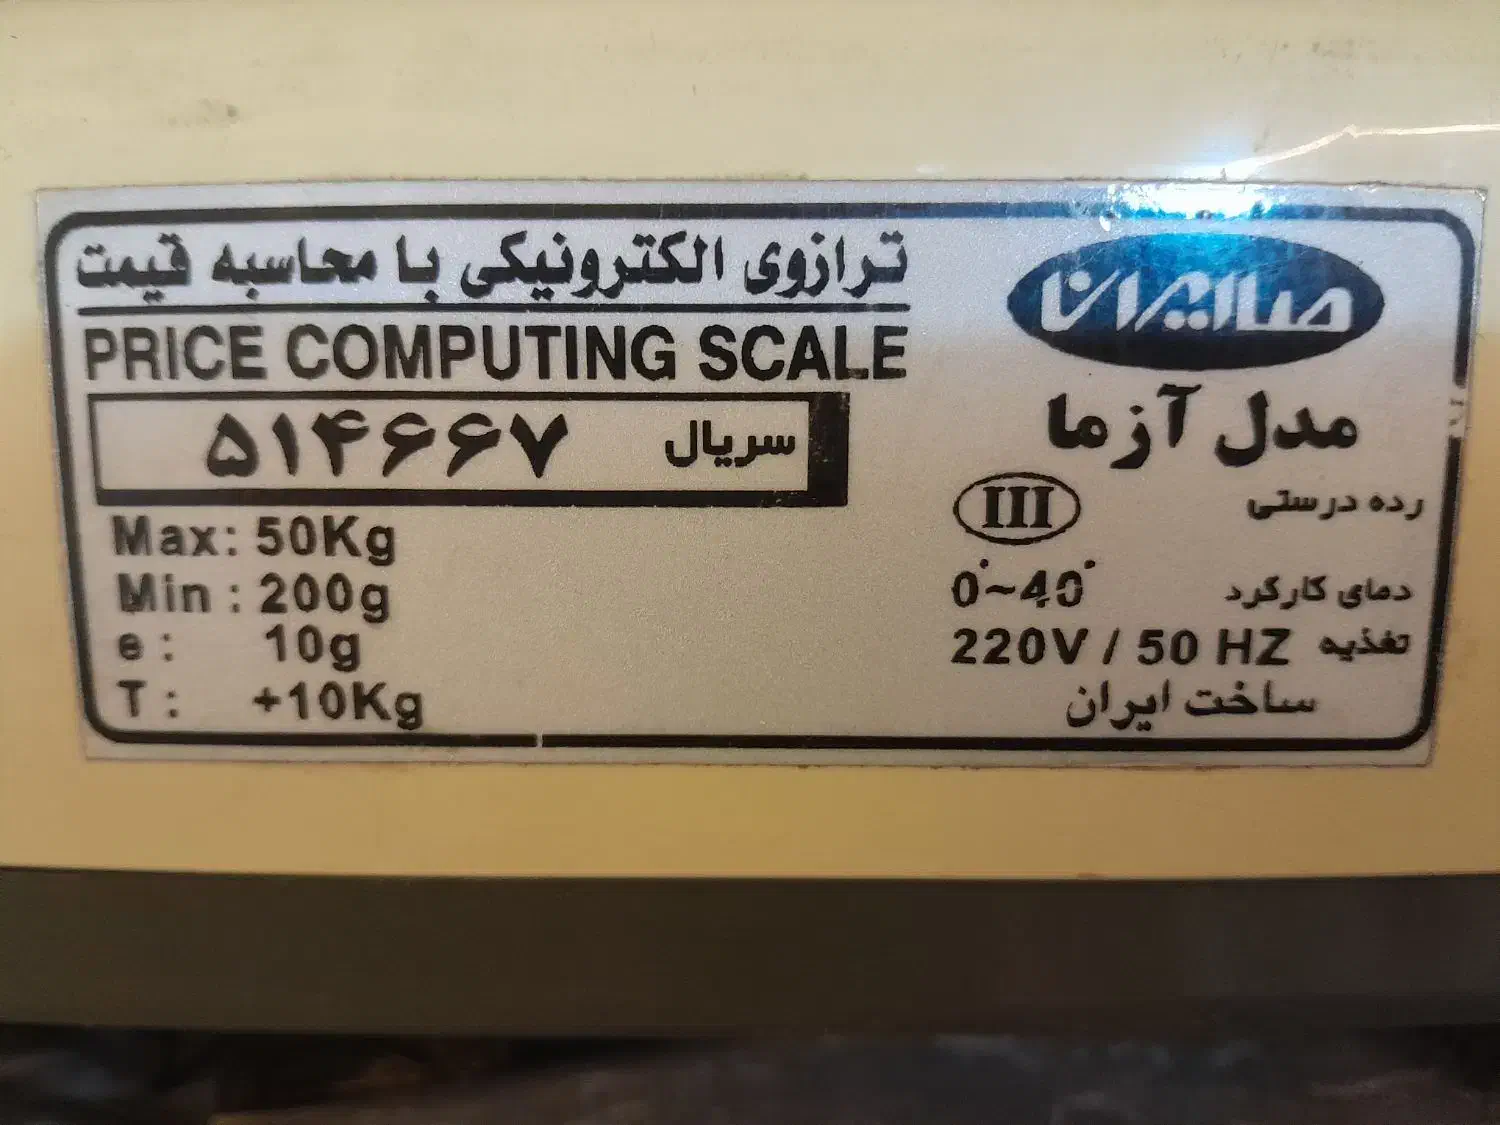 صاایران
مدل آزما
رده درستی III
دمای کارکرد 0°~40°
تغذیه 220V / 50 HZ
ساخت ایران
ترازوی الکترونیکی با محاسبه قیمت
PRICE COMPUTING SCALE
سریال ۵۱۴۶۶۷
Max: 50Kg
Min : 200g
e : 10g
T : +10Kg